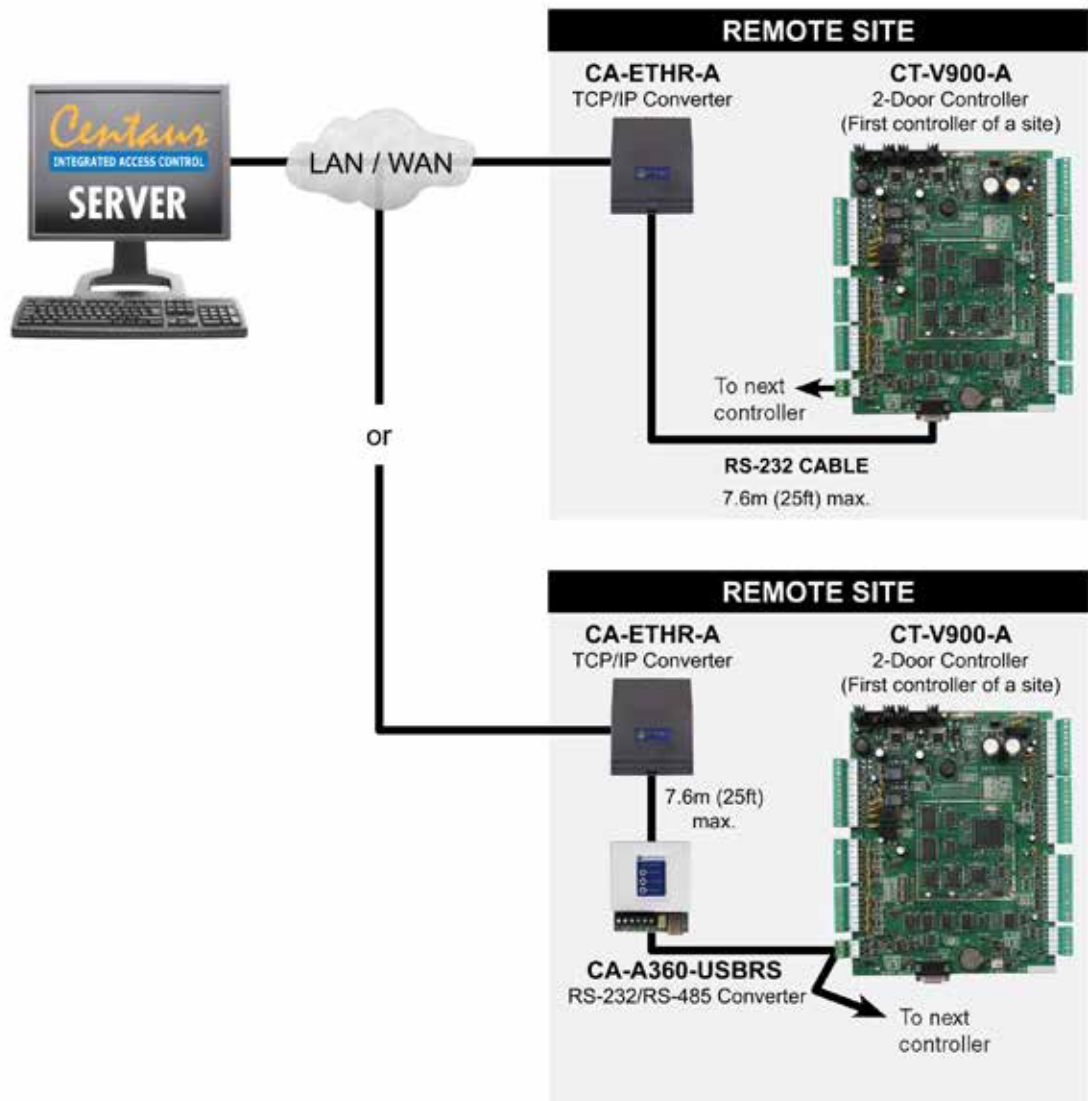 Centaur
INTEGRATED ACCESS CONTROL
SERVER
LAN / WAN
or
REMOTE SITE
CA-ETHR-A
TCP/IP Converter
CT-V900-A
2-Door Controller
(First controller of a site)
To next
controller
RS-232 CABLE
7.6m (25ft) max.
REMOTE SITE
CA-ETHR-A
TCP/IP Converter
CT-V900-A
2-Door Controller
(First controller of a site)
7.6m (25ft)
max.
CA-A360-USBRS
RS-232/RS-485 Converter
To next
controller